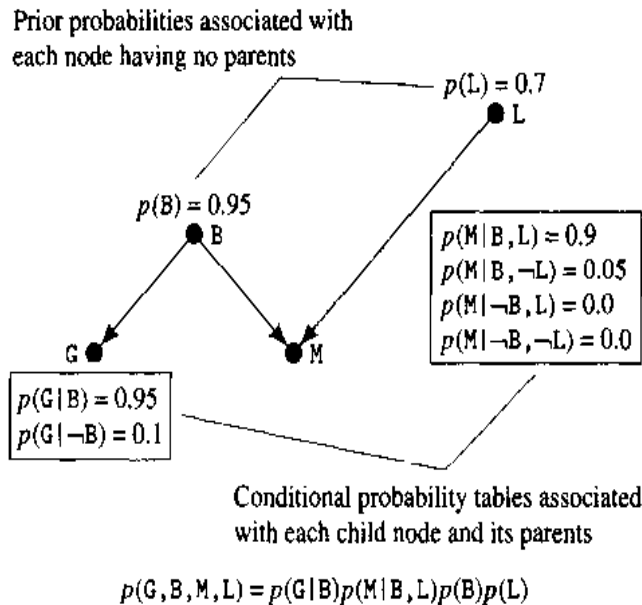 Prior probabilities associated with
each node having no parents
p(L) = 0.7
L
p(B) = 0.95
B
p(M|B,L) = 0.9
p(M|B,¬L) = 0.05
p(M|¬B,L) = 0.0
p(M|¬B,¬L) = 0.0
G
M
p(G|B) = 0.95
p(G|¬B) = 0.1
Conditional probability tables associated
with each child node and its parents
p(G,B,M,L) = p(G|B)p(M|B,L)p(B)p(L)